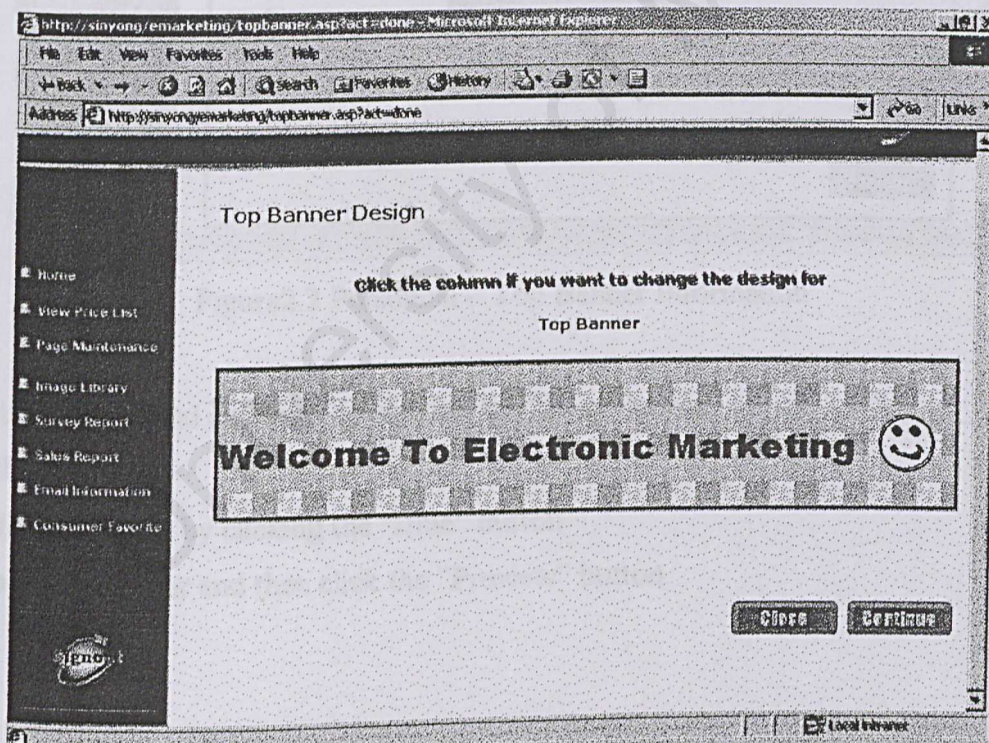 http://sinyong/emarketing/topbanner.asp?act=done - Microsoft Internet Explorer
File Edit View Favorites Tools Help
Back Search Favorites History
Address http://sinyong/emarketing/topbanner.asp?act=done Go Links
Top Banner Design
Click the column if you want to change the design for
Top Banner
Home
View Price List
Page Maintenance
Image Library
Survey Report
Sales Report
Email Information
Consumer Favorite
Welcome To Electronic Marketing
Close Continue
Local intranet